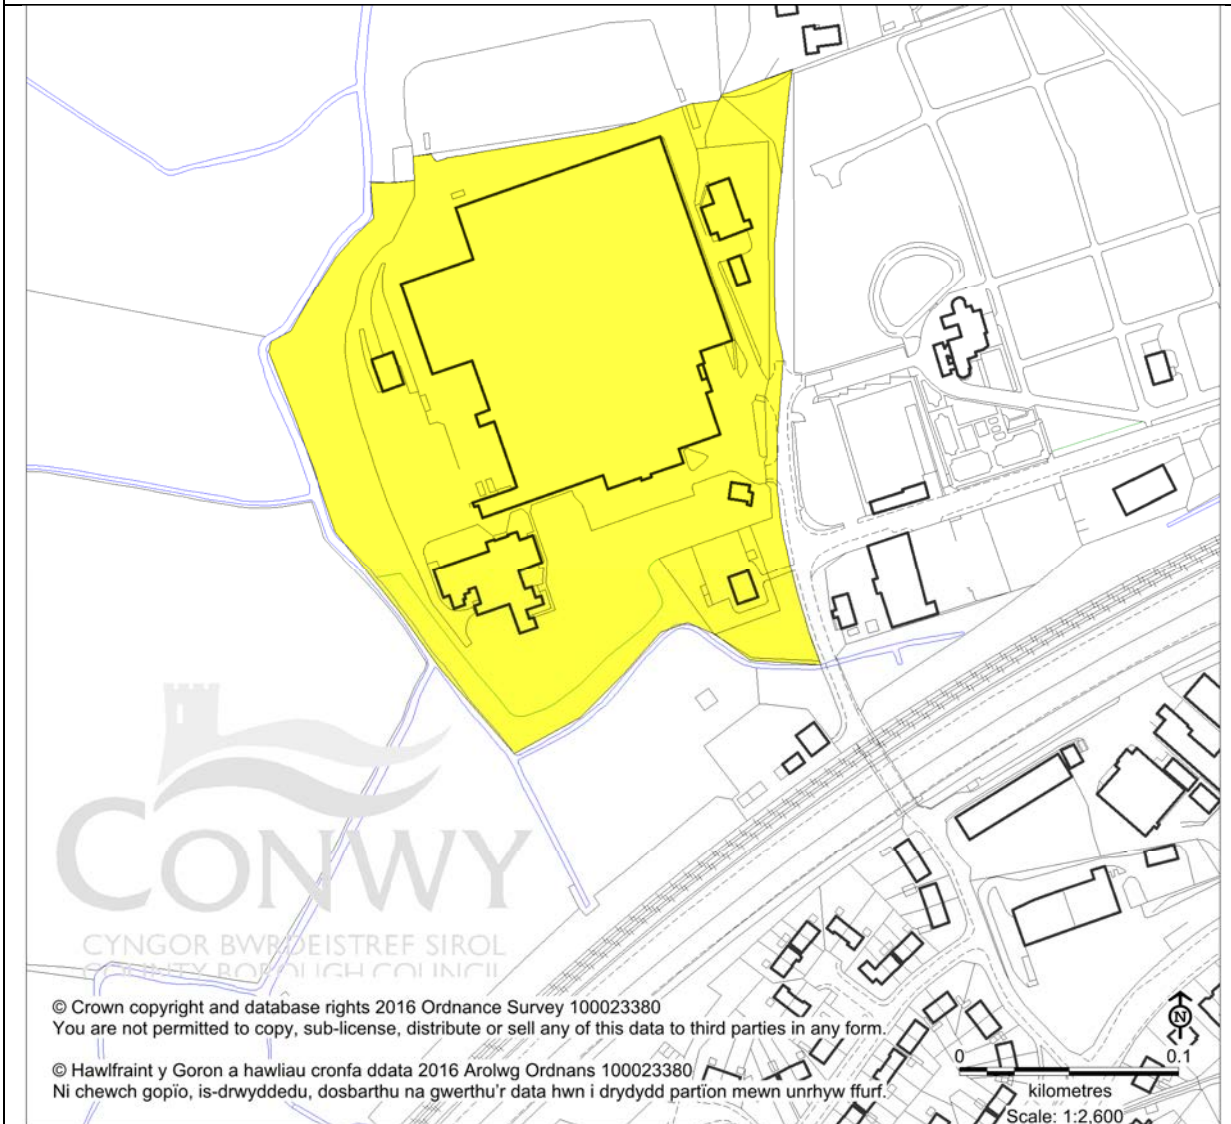 CONWY
CYNGOR BWRDEISTREF SIROL
COUNTY BOROUGH COUNCIL
© Crown copyright and database rights 2016 Ordnance Survey 100023380
You are not permitted to copy, sub-license, distribute or sell any of this data to third parties in any form.
© Hawlfraint y Goron a hawliau cronfa ddata 2016 Arolwg Ordnans 100023380
Ni chewch gopïo, is-drwyddedu, dosbarthu na gwerthu'r data hwn i drydydd partïon mewn unrhyw ffurf.
N
0 0.1
kilometres
Scale: 1:2,600